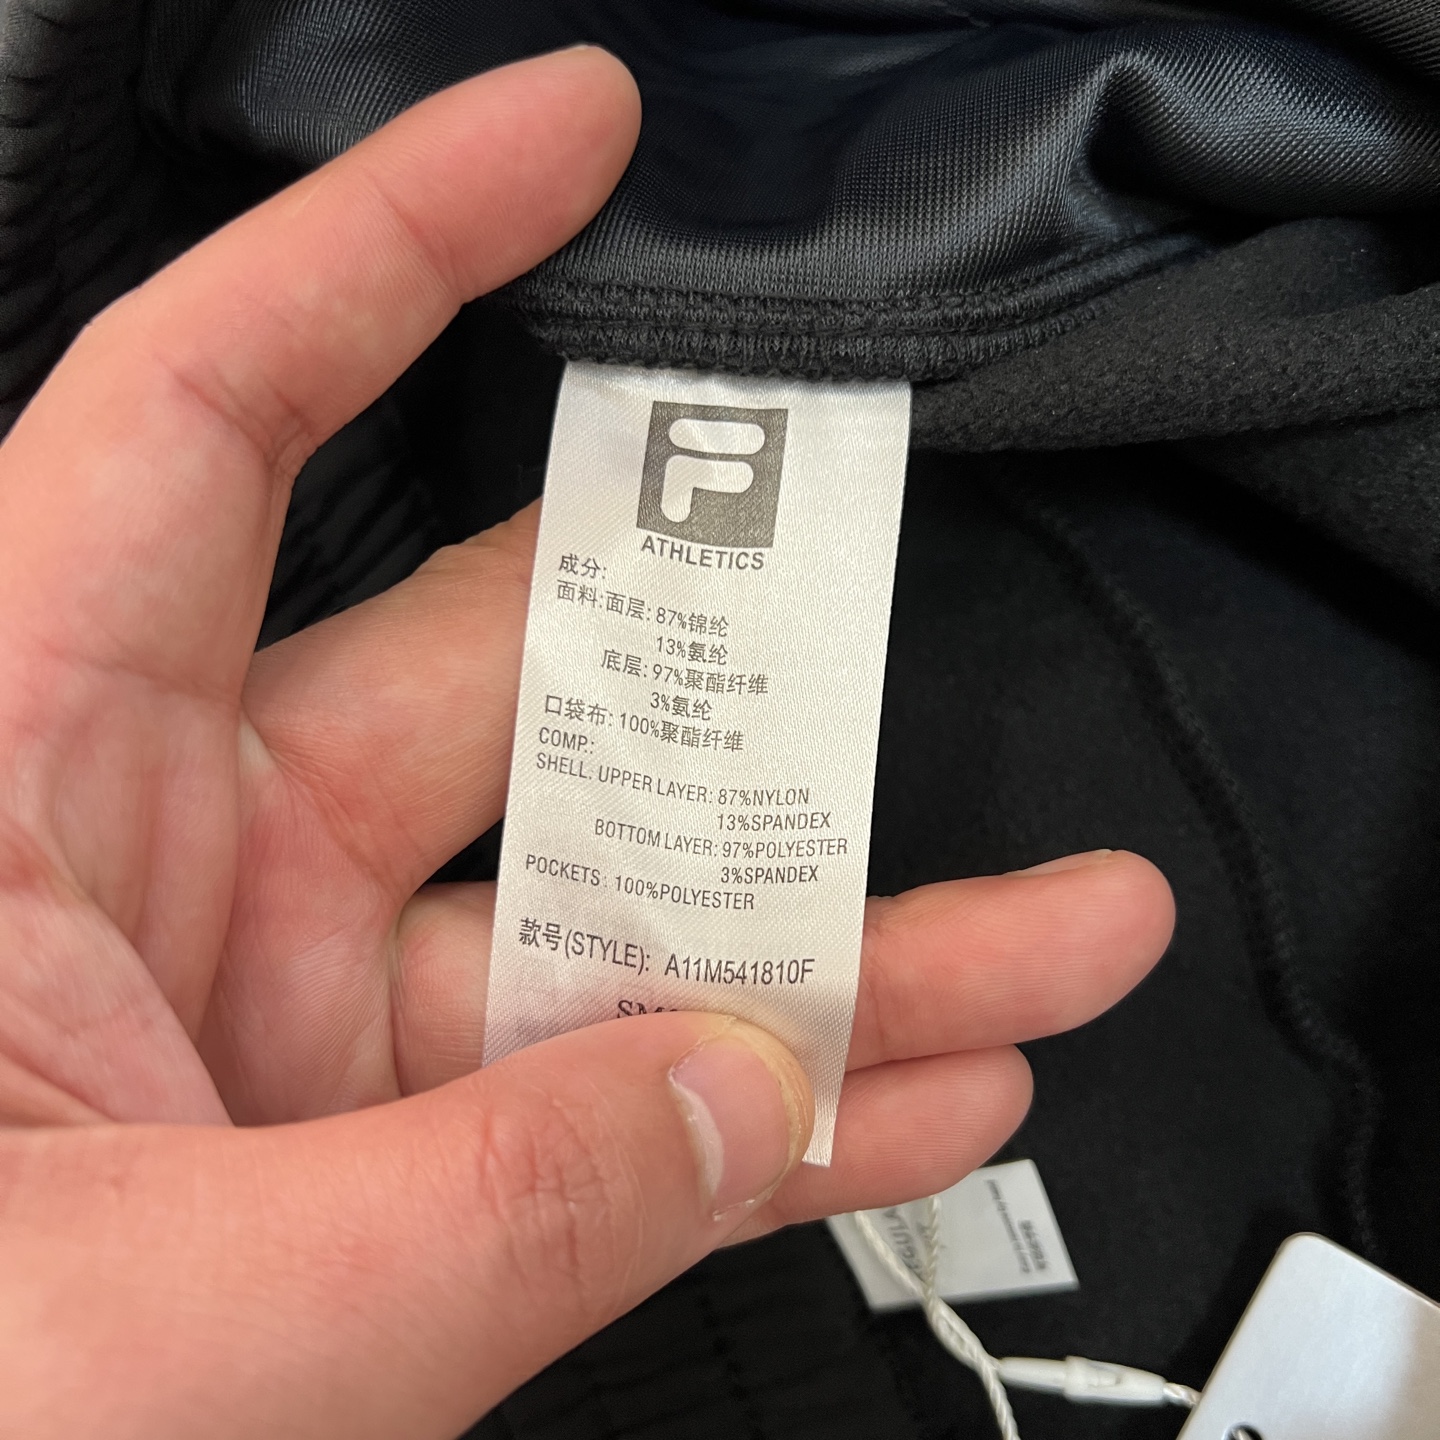 F
ATHLETICS
成分:
面料:面层: 87%锦纶
13%氨纶
底层: 97%聚酯纤维
3%氨纶
口袋布: 100%聚酯纤维
COMP.:
SHELL: UPPER LAYER: 87%NYLON
13%SPANDEX
BOTTOM LAYER: 97%POLYESTER
3%SPANDEX
POCKETS: 100%POLYESTER
款号(STYLE): A11M541810F